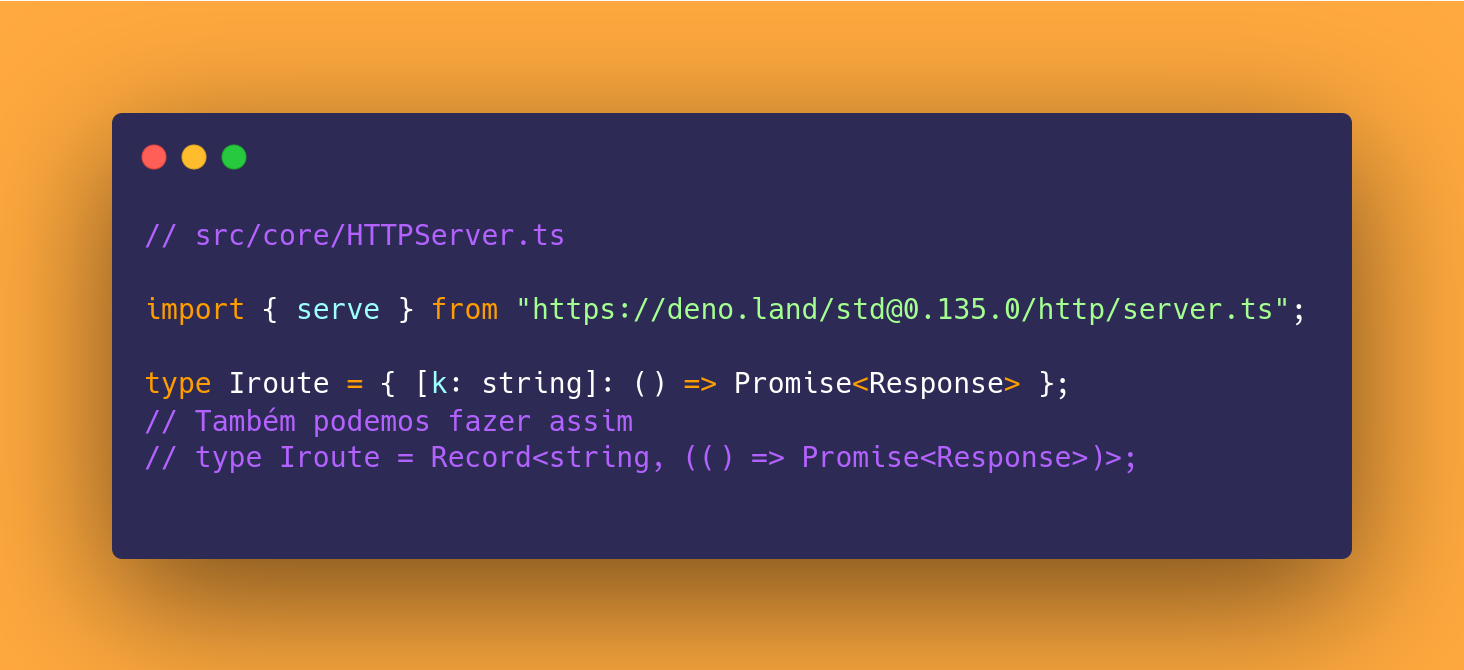 // src/core/HTTPServer.ts
import { serve } from "https://deno.land/std@0.135.0/http/server.ts";
type Iroute = { [k: string]: () => Promise<Response> };
// Também podemos fazer assim
// type Iroute = Record<string, (() => Promise<Response>)>;